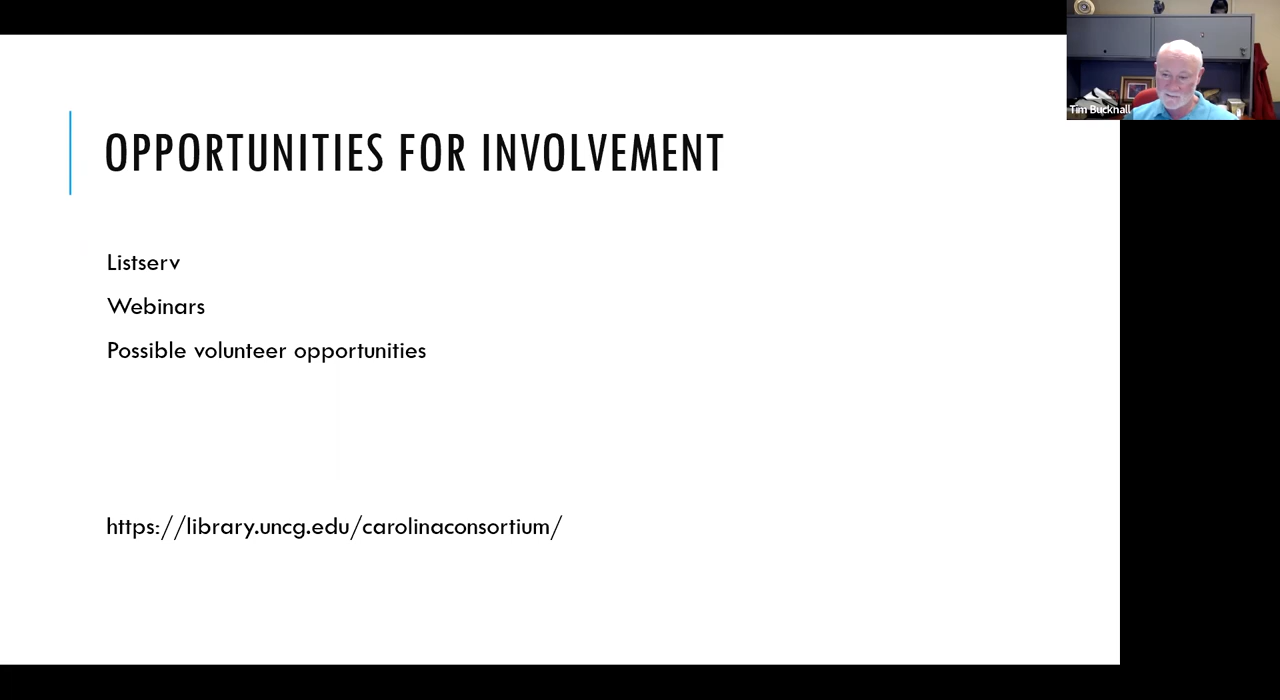 OPPORTUNITIES FOR INVOLVEMENT
Tim Bucknall
Listserv
Webinars
Possible volunteer opportunities
https://library.uncg.edu/carolinaconsortium/